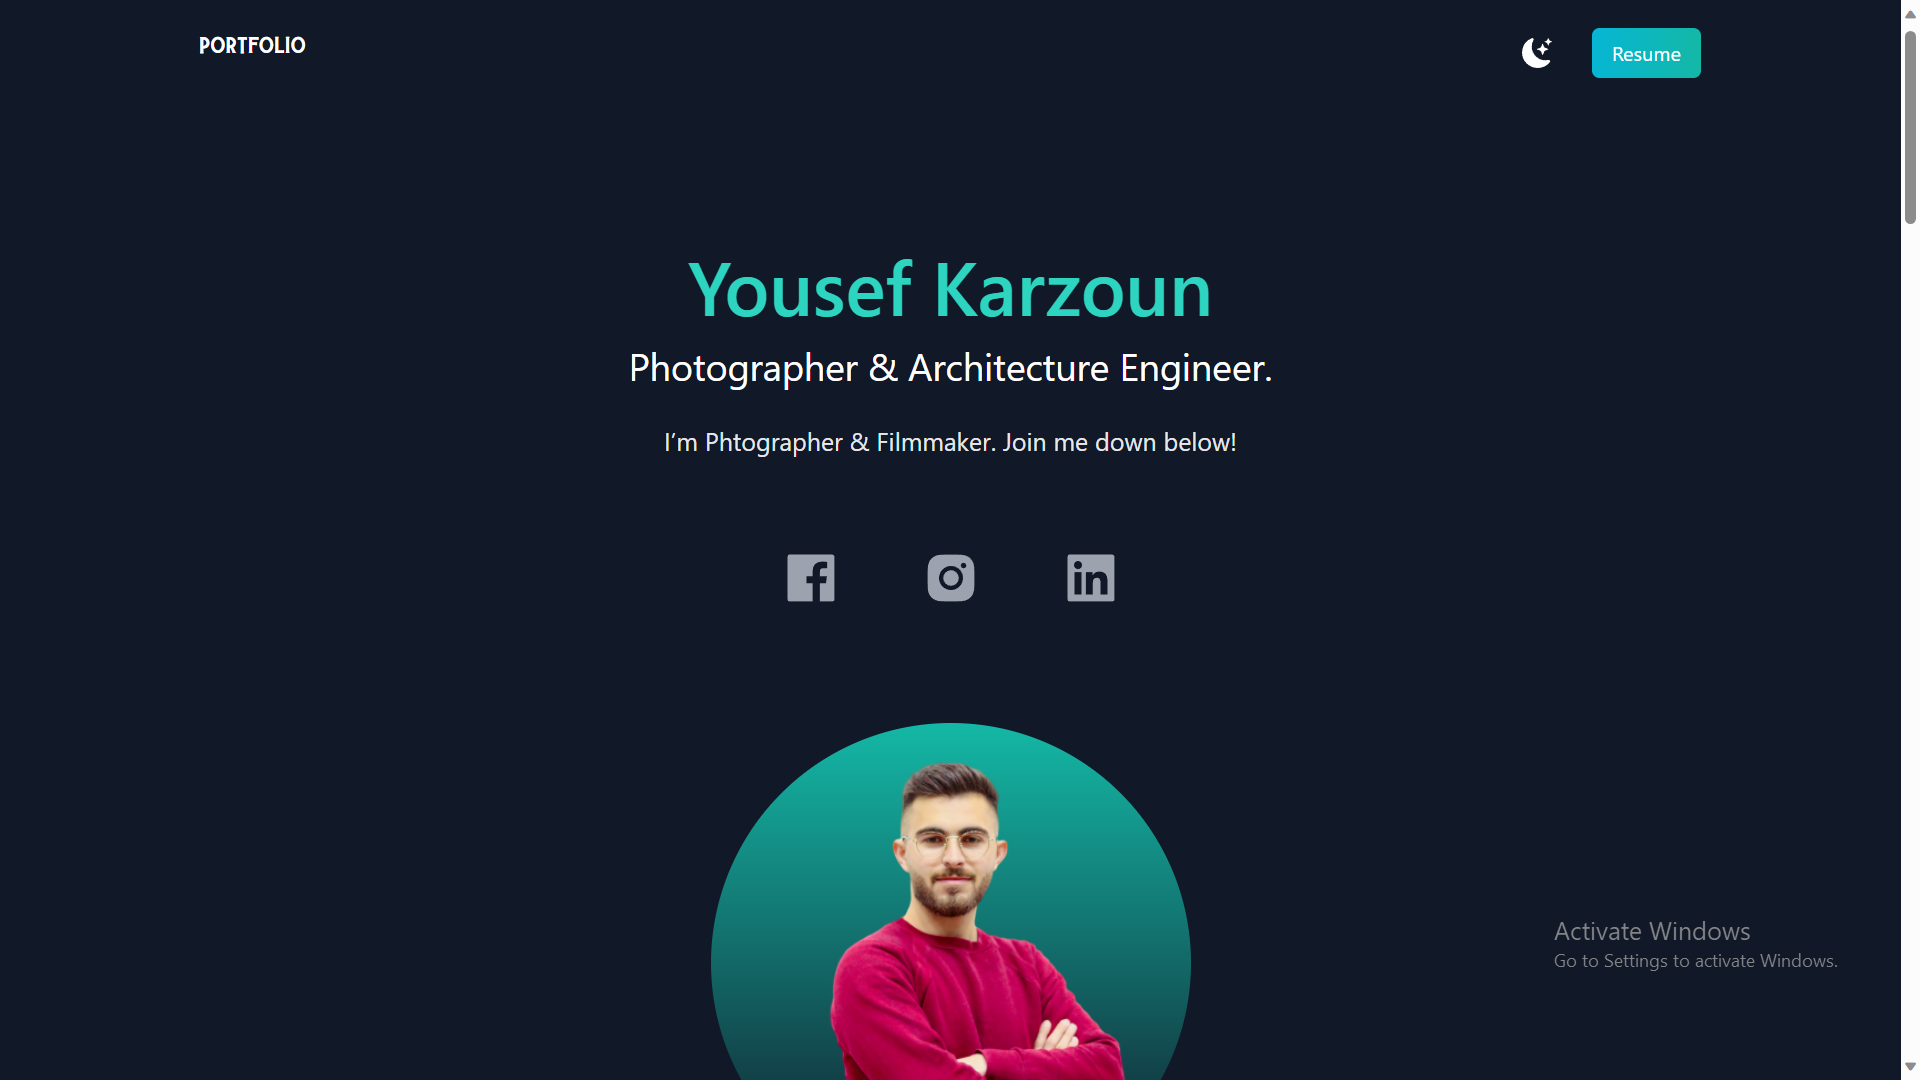 PORTFOLIO
Resume
Yousef Karzoun
Photographer & Architecture Engineer.
I'm Phtographer & Filmmaker. Join me down below!
Activate Windows
Go to Settings to activate Windows.